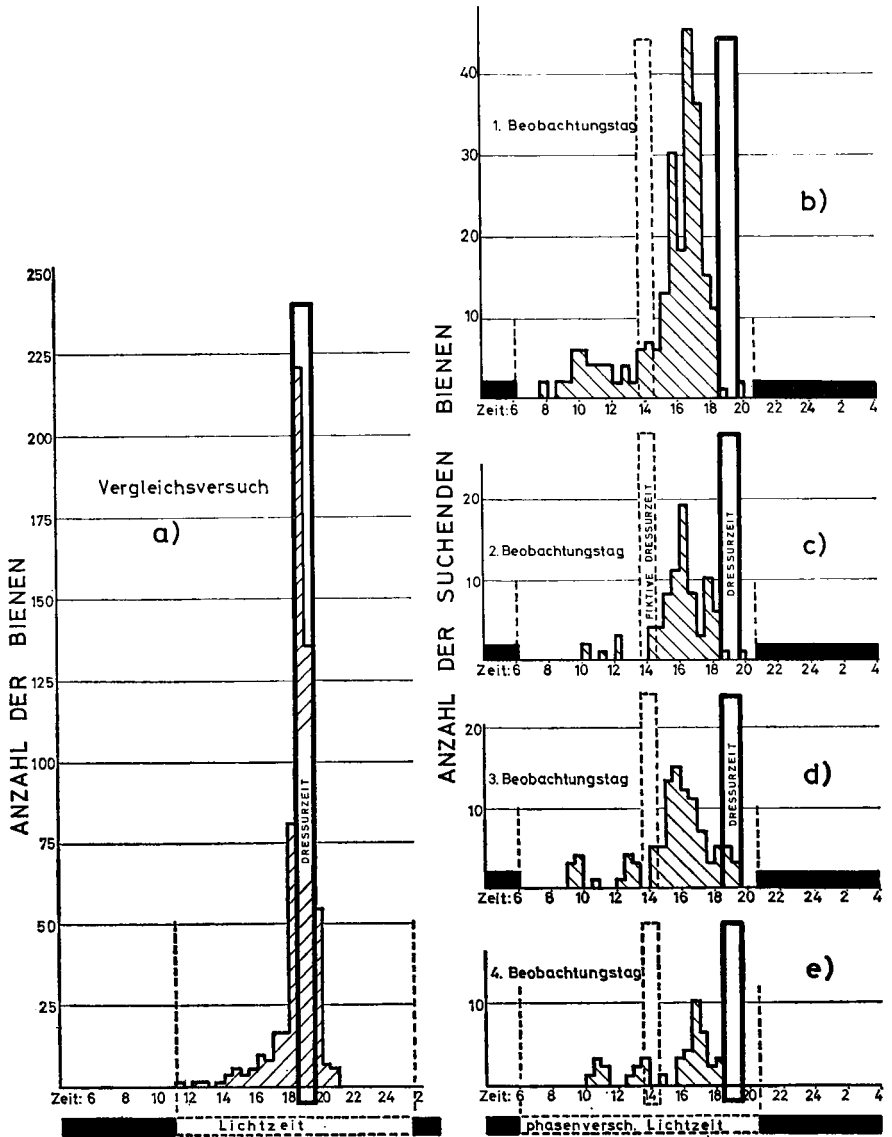 ANZAHL DER BIENEN
250
225
200
175
150
125
100
75
50
25
Vergleichsversuch
a)
DRESSURZEIT
Zeit: 6 8 10 12 14 16 18 20 22 24 2
Lichtzeit
ANZAHL DER SUCHENDEN BIENEN
40
30
20
10
1. Beobachtungstag
b)
Zeit: 6 8 10 12 14 16 18 20 22 24 2 4
20
10
2. Beobachtungstag
FIKTIVE DRESSURZEIT
DRESSURZEIT
c)
Zeit: 6 8 10 12 14 16 18 20 22 24 2 4
20
10
3. Beobachtungstag
DRESSURZEIT
d)
Zeit: 6 8 10 12 14 16 18 20 22 24 2 4
10
4. Beobachtungstag
e)
Zeit: 6 8 10 12 14 16 18 20 22 24 2 4
phasenversch. Lichtzeit